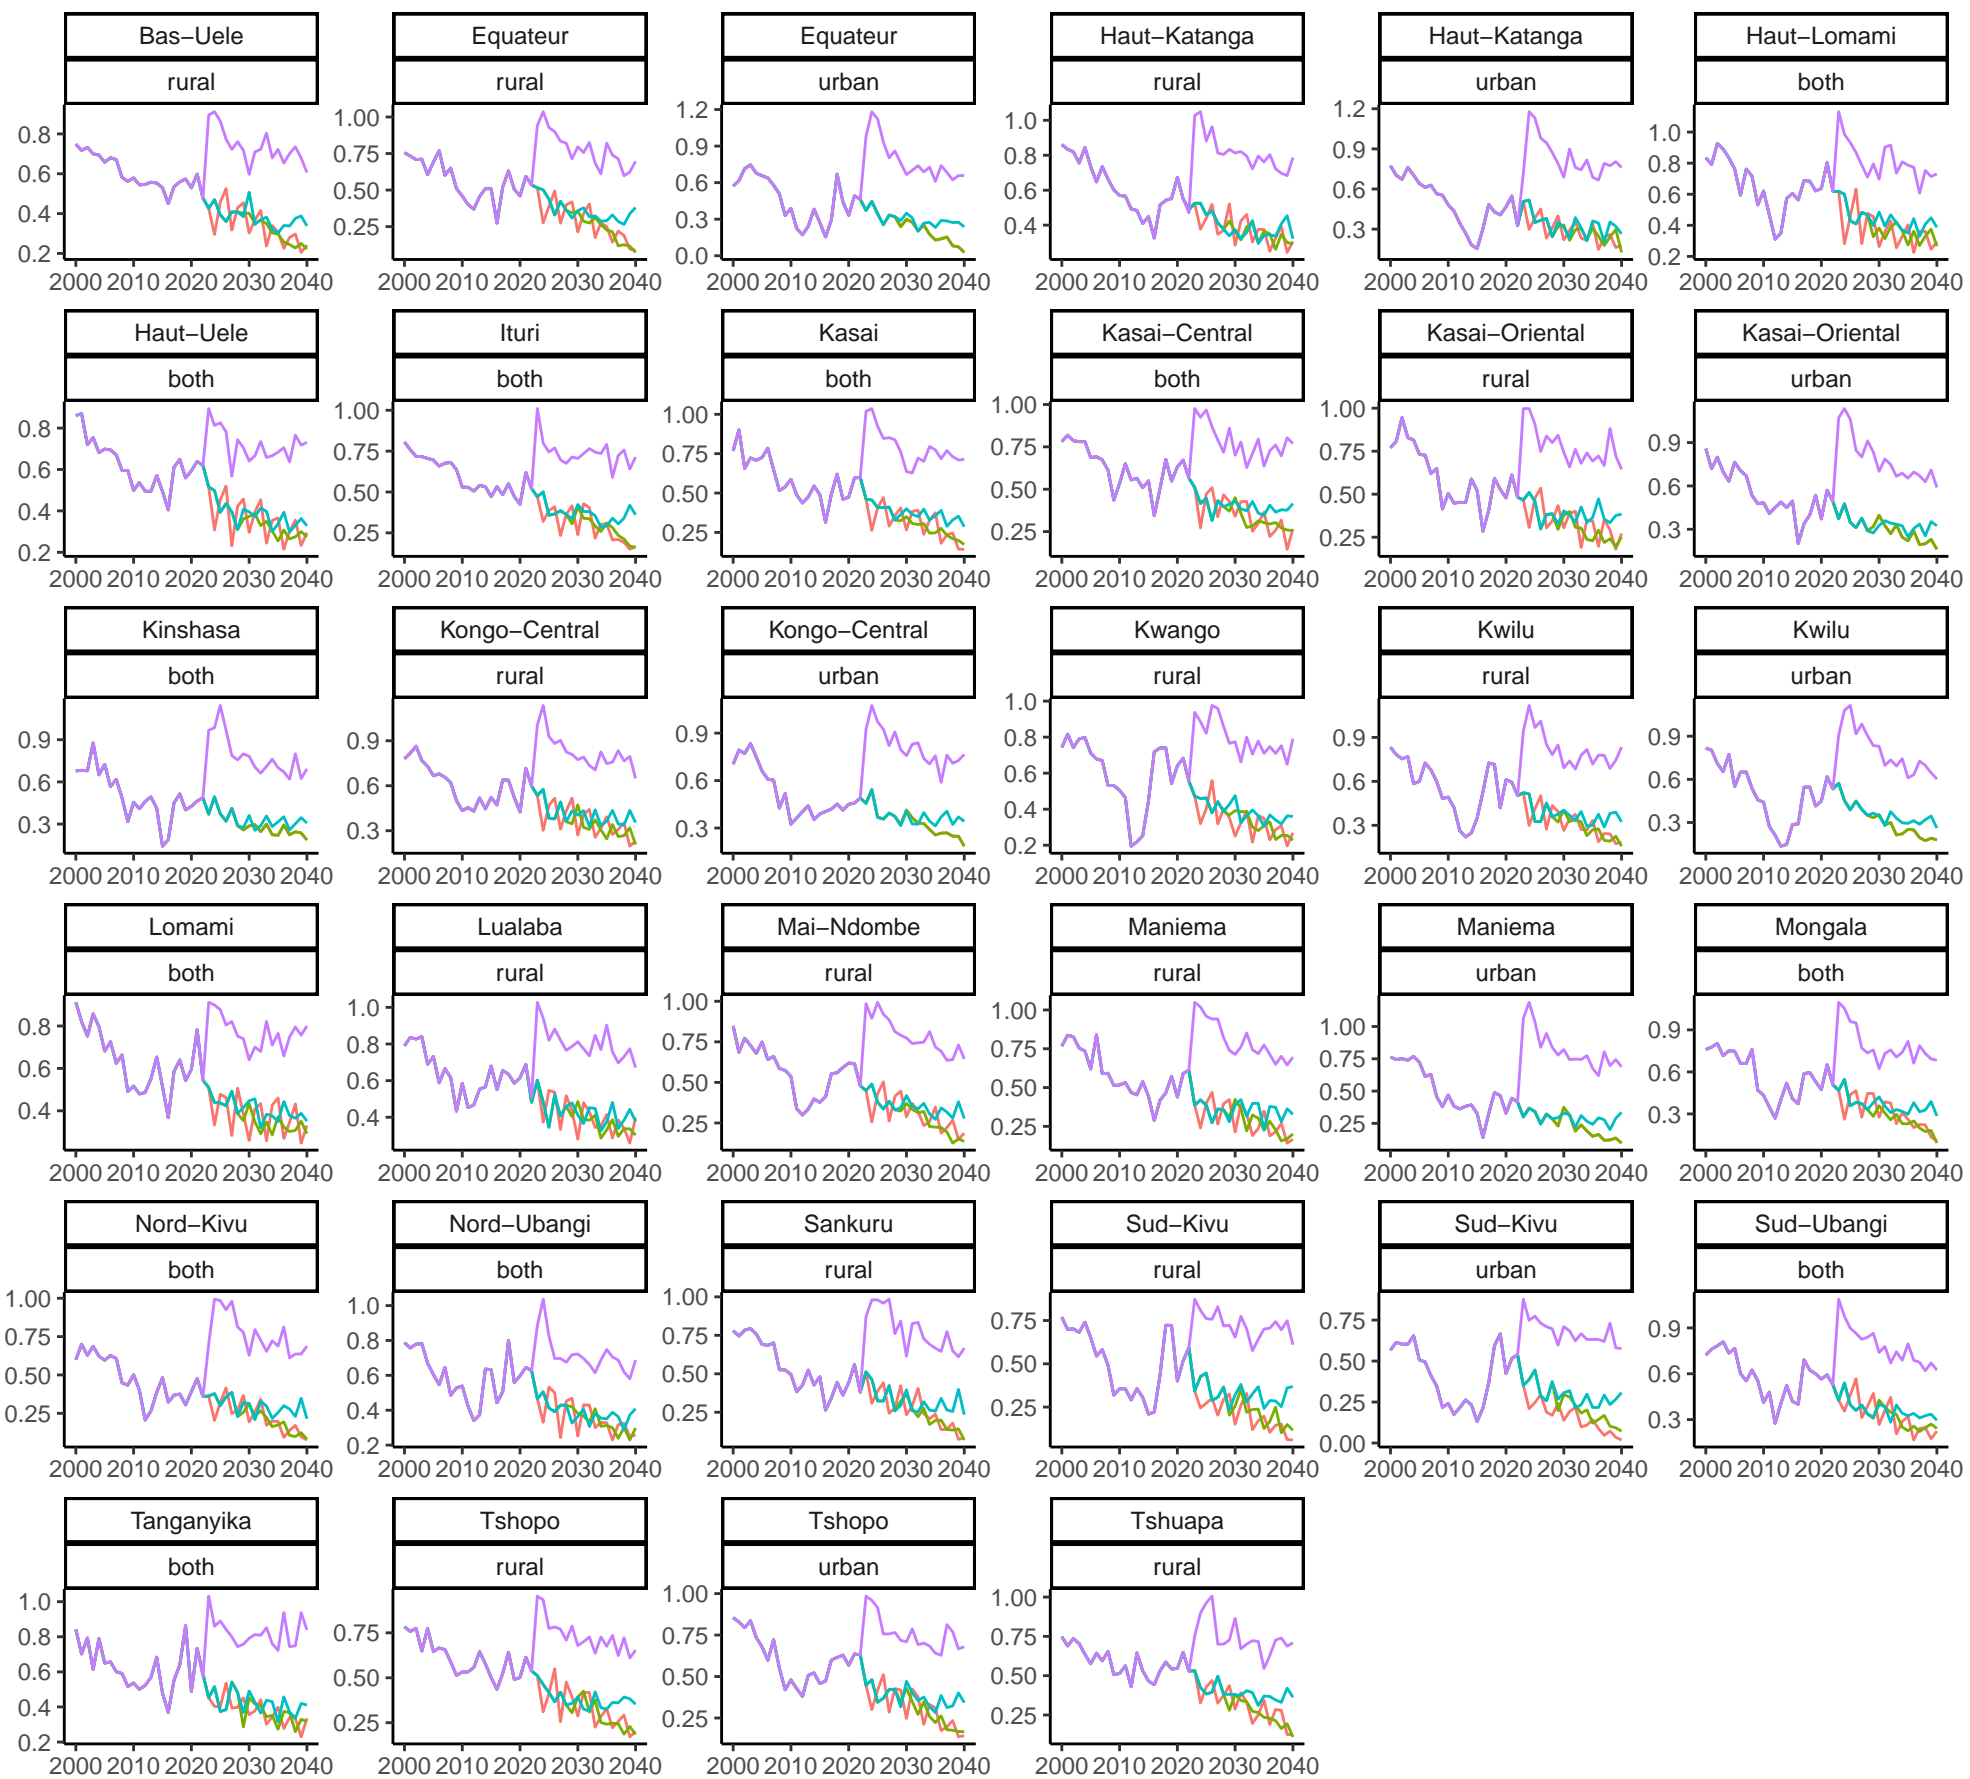 Bas−Uele Equateur Equateur Haut−Katanga Haut−Katanga Haut−Lomami
rural rural urban rural urban both
0.8 0.6 0.4 0.2 1.00 0.75 0.50 0.25 1.2 0.9 0.6 0.3 0.0 1.0 0.8 0.6 0.4 1.2 0.9 0.6 0.3 1.0 0.8 0.6 0.4 0.2
2000 2010 2020 2030 2040 2000 2010 2020 2030 2040 2000 2010 2020 2030 2040 2000 2010 2020 2030 2040 2000 2010 2020 2030 2040 2000 2010 2020 2030 2040
Haut−Uele Ituri Kasai Kasai−Central Kasai−Oriental Kasai−Oriental
both both both both rural urban
0.8 0.6 0.4 0.2 1.00 0.75 0.50 0.25 1.00 0.75 0.50 0.25 1.00 0.75 0.50 0.25 1.00 0.75 0.50 0.25 0.9 0.6 0.3
2000 2010 2020 2030 2040 2000 2010 2020 2030 2040 2000 2010 2020 2030 2040 2000 2010 2020 2030 2040 2000 2010 2020 2030 2040 2000 2010 2020 2030 2040
Kinshasa Kongo−Central Kongo−Central Kwango Kwilu Kwilu
both rural urban rural rural urban
0.9 0.6 0.3 0.9 0.6 0.3 0.9 0.6 0.3 1.0 0.8 0.6 0.4 0.2 0.9 0.6 0.3 0.9 0.6 0.3
2000 2010 2020 2030 2040 2000 2010 2020 2030 2040 2000 2010 2020 2030 2040 2000 2010 2020 2030 2040 2000 2010 2020 2030 2040 2000 2010 2020 2030 2040
Lomami Lualaba Mai−Ndombe Maniema Maniema Mongala
both rural rural rural urban both
0.8 0.6 0.4 1.0 0.8 0.6 0.4 1.00 0.75 0.50 0.25 1.00 0.75 0.50 0.25 1.00 0.75 0.50 0.25 0.9 0.6 0.3
2000 2010 2020 2030 2040 2000 2010 2020 2030 2040 2000 2010 2020 2030 2040 2000 2010 2020 2030 2040 2000 2010 2020 2030 2040 2000 2010 2020 2030 2040
Nord−Kivu Nord−Ubangi Sankuru Sud−Kivu Sud−Kivu Sud−Ubangi
both both rural rural urban both
1.00 0.75 0.50 0.25 1.0 0.8 0.6 0.4 0.2 1.00 0.75 0.50 0.25 0.75 0.50 0.25 0.75 0.50 0.25 0.00 0.9 0.6 0.3
2000 2010 2020 2030 2040 2000 2010 2020 2030 2040 2000 2010 2020 2030 2040 2000 2010 2020 2030 2040 2000 2010 2020 2030 2040 2000 2010 2020 2030 2040
Tanganyika Tshopo Tshopo Tshuapa
both rural urban rural
1.0 0.8 0.6 0.4 0.2 0.75 0.50 0.25 1.00 0.75 0.50 0.25 1.00 0.75 0.50 0.25
2000 2010 2020 2030 2040 2000 2010 2020 2030 2040 2000 2010 2020 2030 2040 2000 2010 2020 2030 2040